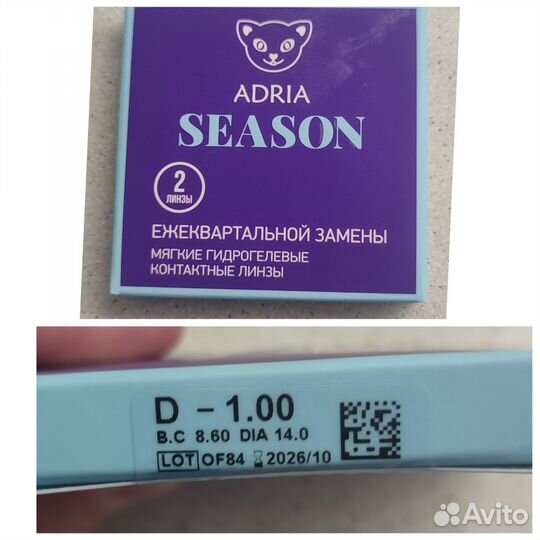 ADRIA
SEASON
2
ЛИНЗЫ
ЕЖЕКВАРТАЛЬНОЙ ЗАМЕНЫ
МЯГКИЕ ГИДРОГЕЛЕВЫЕ
КОНТАКТНЫЕ ЛИНЗЫ
D - 1.00
B.C 8.60 DIA 14.0
LOT OF84 2026/10
Avito